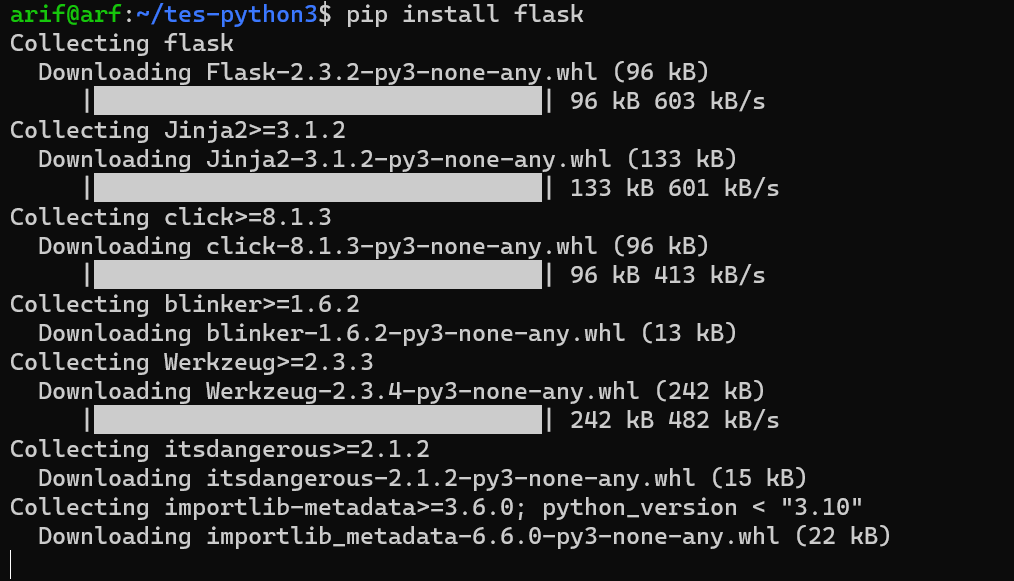 arif@arf:~/tes-python3$ pip install flask
Collecting flask
  Downloading Flask-2.3.2-py3-none-any.whl (96 kB)
     |████████████████████████████████| 96 kB 603 kB/s
Collecting Jinja2>=3.1.2
  Downloading Jinja2-3.1.2-py3-none-any.whl (133 kB)
     |████████████████████████████████| 133 kB 601 kB/s
Collecting click>=8.1.3
  Downloading click-8.1.3-py3-none-any.whl (96 kB)
     |████████████████████████████████| 96 kB 413 kB/s
Collecting blinker>=1.6.2
  Downloading blinker-1.6.2-py3-none-any.whl (13 kB)
Collecting Werkzeug>=2.3.3
  Downloading Werkzeug-2.3.4-py3-none-any.whl (242 kB)
     |████████████████████████████████| 242 kB 482 kB/s
Collecting itsdangerous>=2.1.2
  Downloading itsdangerous-2.1.2-py3-none-any.whl (15 kB)
Collecting importlib-metadata>=3.6.0; python_version < "3.10"
  Downloading importlib_metadata-6.6.0-py3-none-any.whl (22 kB)